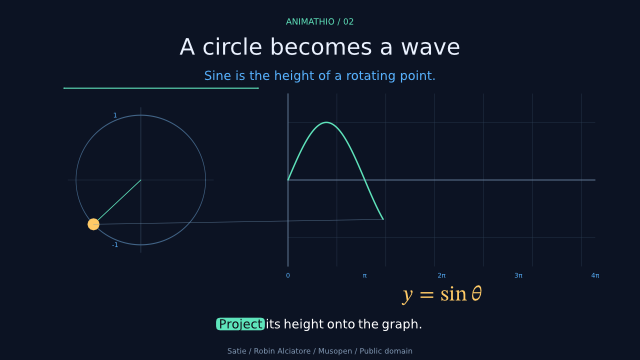 ANIMATHIO / 02
A circle becomes a wave
Sine is the height of a rotating point.
1
-1
0 π 2π 3π 4π
y = sin θ
Project its height onto the graph.
Satie / Robin Alciatore / Musopen / Public domain